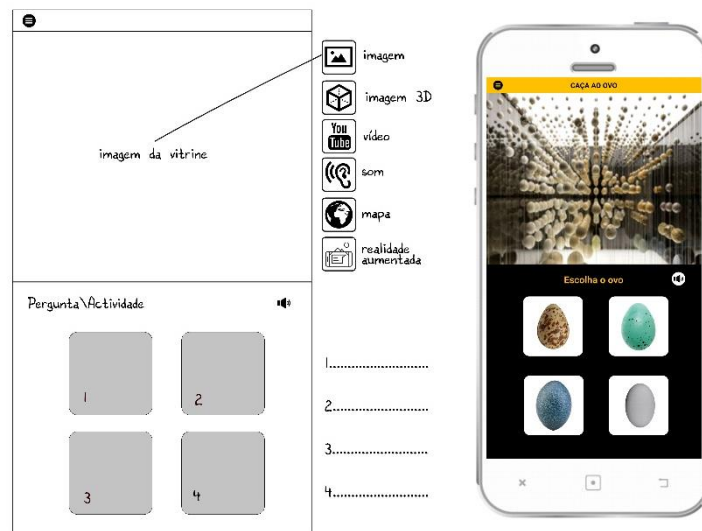 imagem
imagem 3D
You
Tube
vídeo
som
mapa
realidade
aumentada
imagem da vitrine
Pergunta\Actividade
1
2
3
4
1..........................
2..........................
3..........................
4..........................
CAÇA AO OVO
Escolha o ovo